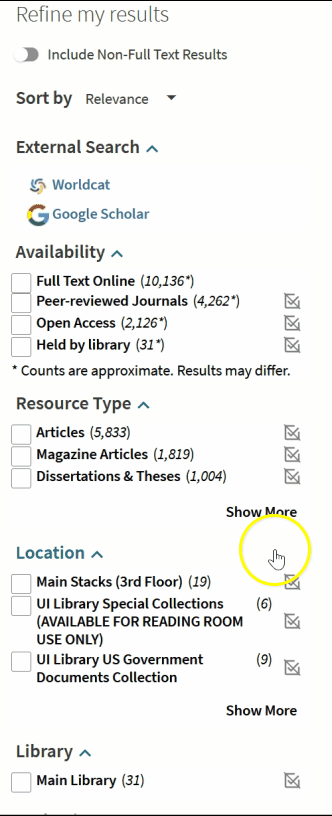 Refine my results
Include Non-Full Text Results
Sort by Relevance
External Search
Worldcat
Google Scholar
Availability
Full Text Online (10,136*)
Peer-reviewed Journals (4,262*)
Open Access (2,126*)
Held by library (31*)
* Counts are approximate. Results may differ.
Resource Type
Articles (5,833)
Magazine Articles (1,819)
Dissertations & Theses (1,004)
Show More
Location
Main Stacks (3rd Floor) (19)
UI Library Special Collections (6)
(AVAILABLE FOR READING ROOM
USE ONLY)
UI Library US Government (9)
Documents Collection
Show More
Library
Main Library (31)